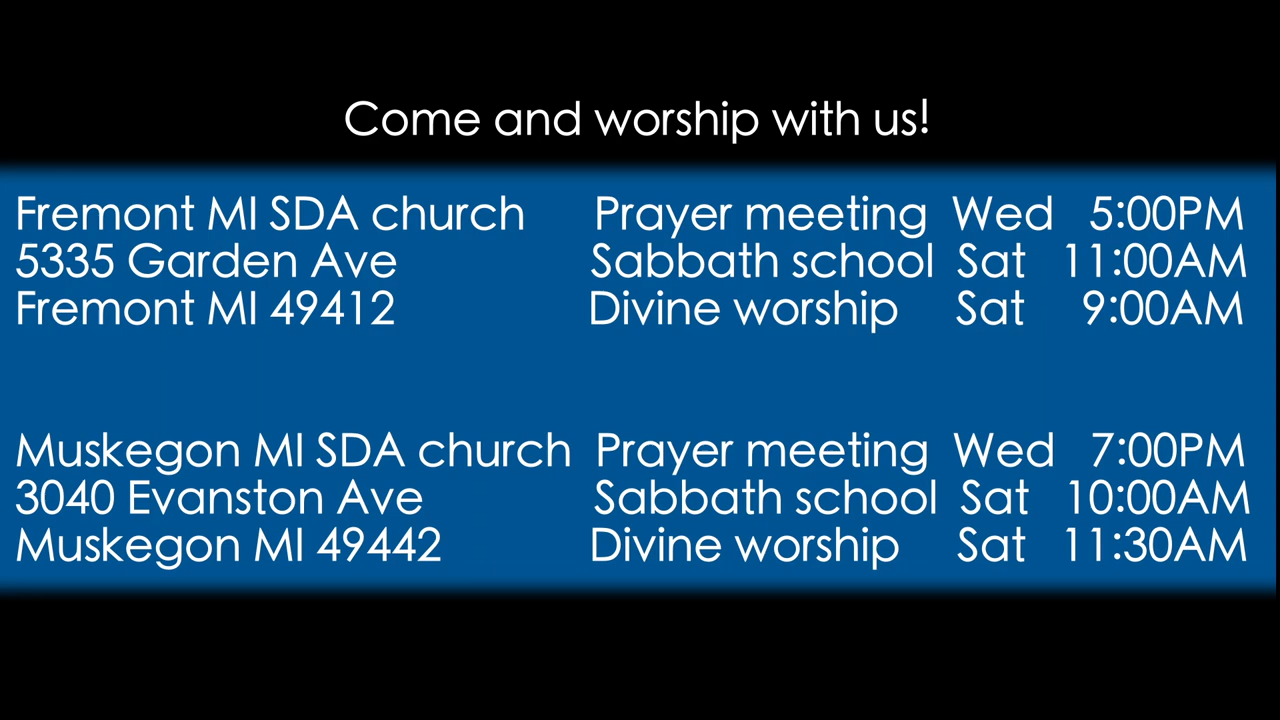 Come and worship with us!
Fremont MI SDA church Prayer meeting Wed 5:00PM
5335 Garden Ave Sabbath school Sat 11:00AM
Fremont MI 49412 Divine worship Sat 9:00AM
Muskegon MI SDA church Prayer meeting Wed 7:00PM
3040 Evanston Ave Sabbath school Sat 10:00AM
Muskegon MI 49442 Divine worship Sat 11:30AM